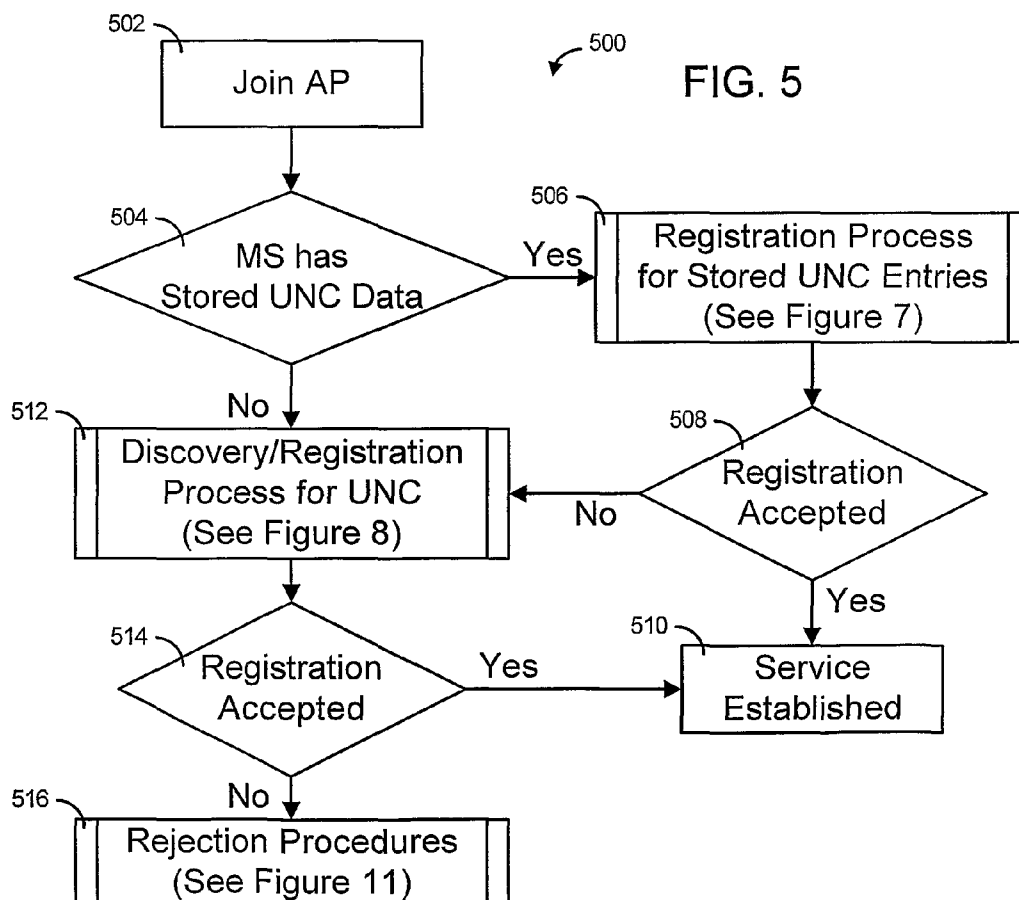 502
Join AP
500
FIG. 5
504
MS has
Stored UNC Data
Yes
506
Registration Process
for Stored UNC Entries
(See Figure 7)
No
512
Discovery/Registration
Process for UNC
(See Figure 8)
508
Registration
Accepted
No
Yes
514
Registration
Accepted
Yes
510
Service
Established
No
516
Rejection Procedures
(See Figure 11)